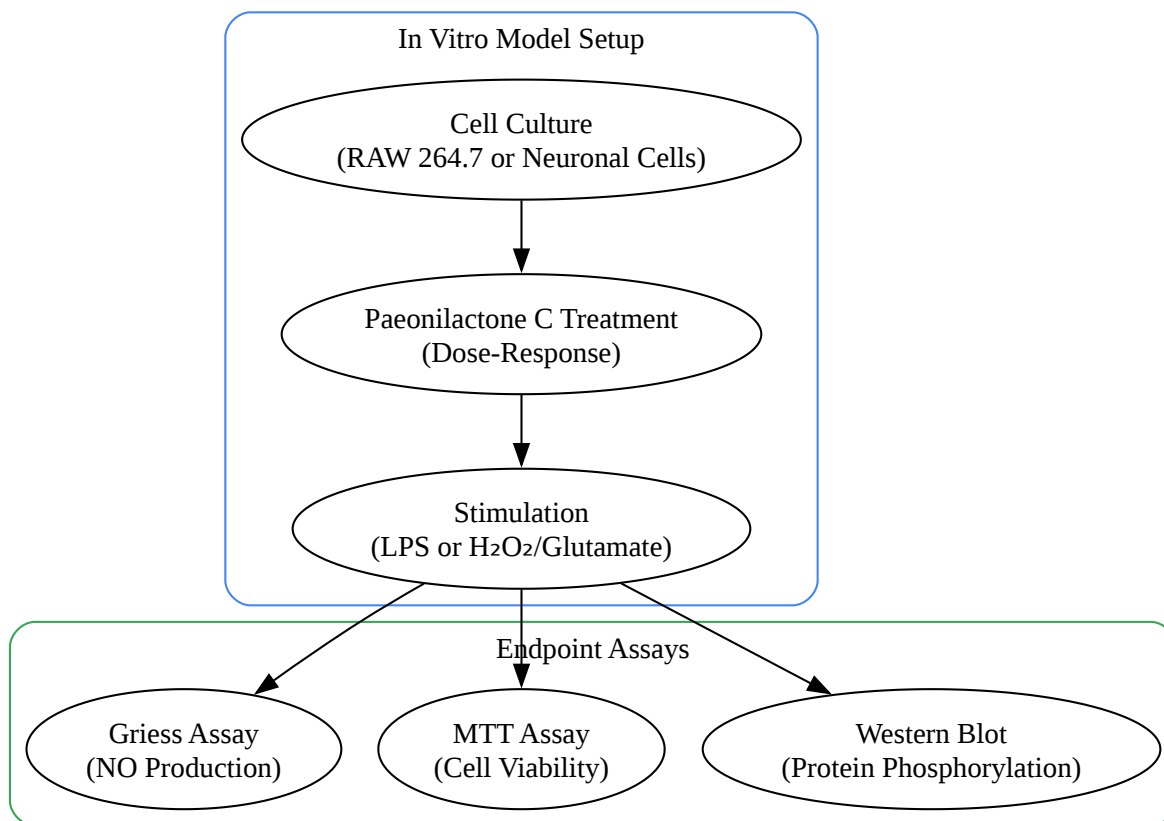 In Vitro Model Setup
Cell Culture
(RAW 264.7 or Neuronal Cells)
Paeonilactone C Treatment
(Dose-Response)
Stimulation
(LPS or H₂O₂/Glutamate)
Endpoint Assays
Griess Assay
(NO Production)
MTT Assay
(Cell Viability)
Western Blot
(Protein Phosphorylation)